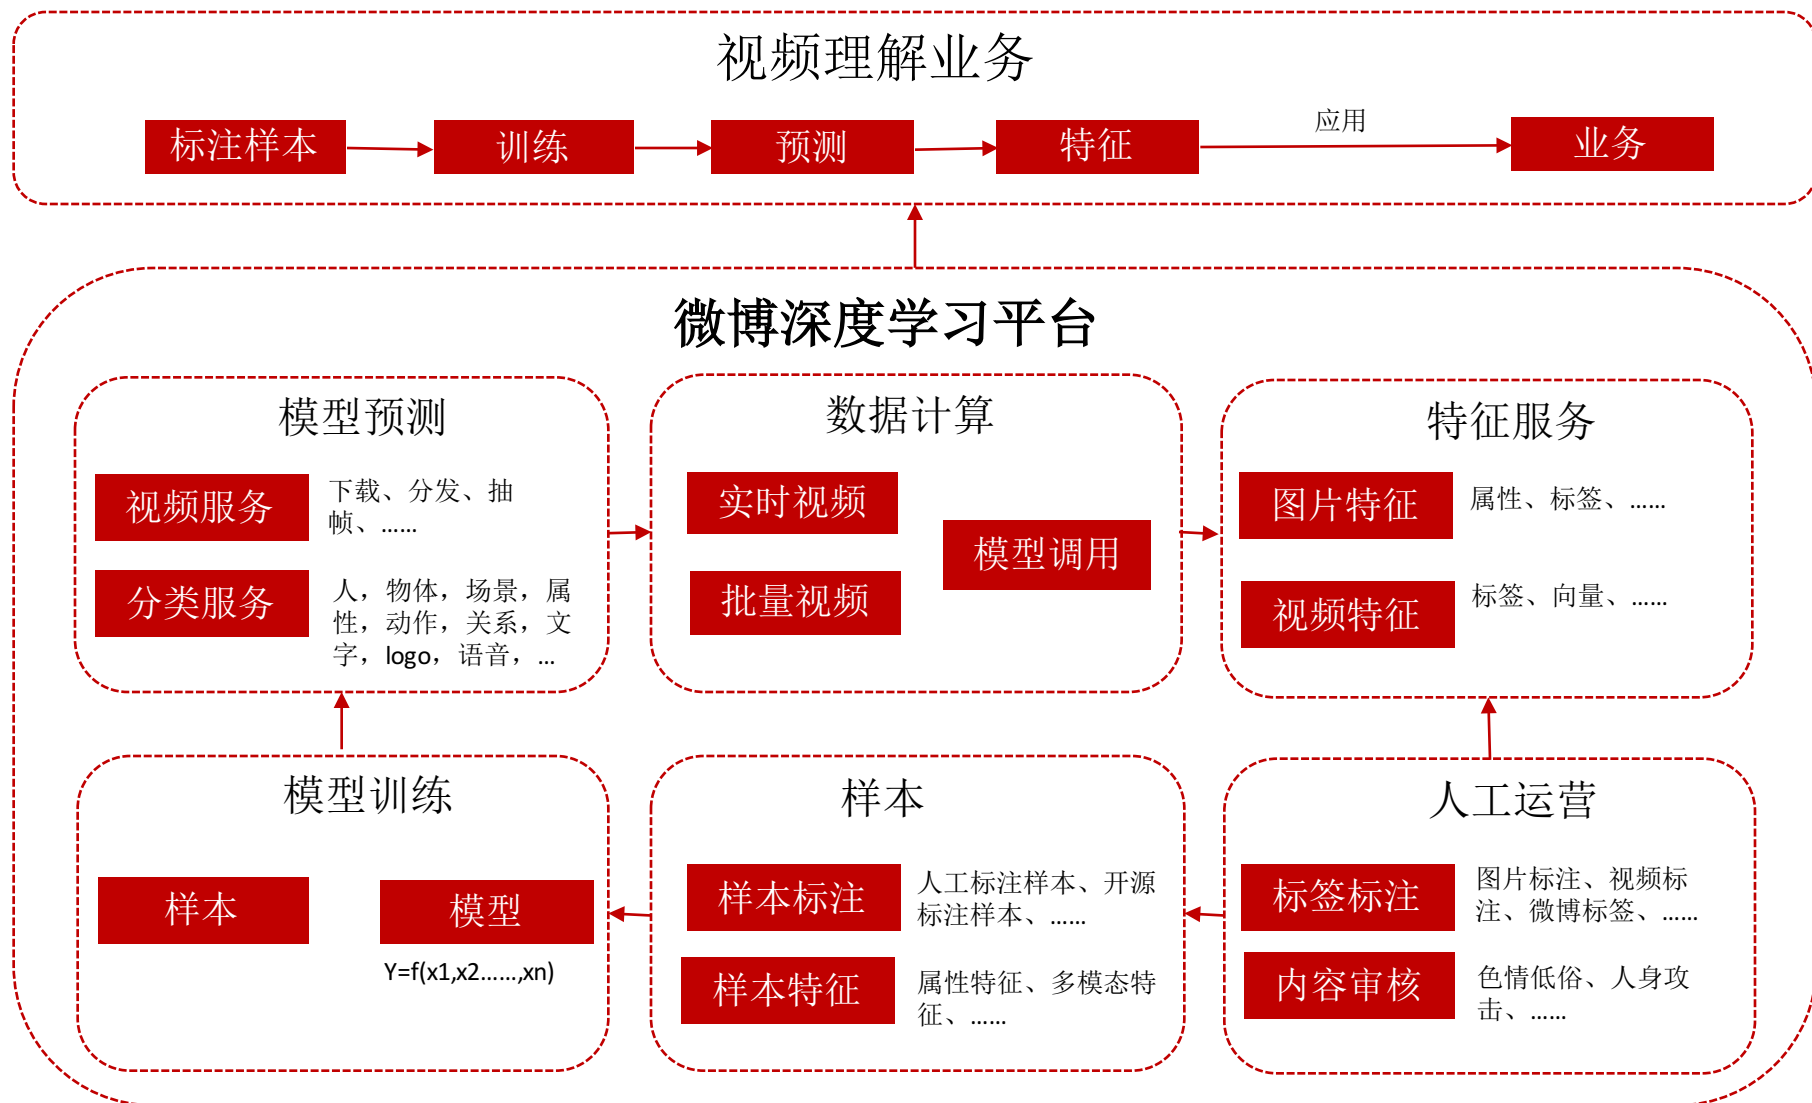 视频理解业务
标注样本
训练
预测
特征
应用
业务
微博深度学习平台
模型预测
视频服务
下载、分发、抽
帧、……
分类服务
人，物体，场景，属
性，动作，关系，文
字，logo，语音，…
数据计算
实时视频
批量视频
模型调用
特征服务
图片特征
属性、标签、……
视频特征
标签、向量、……
模型训练
样本
模型
Y=f(x1,x2……,xn)
样本
样本标注
人工标注样本、开源
标注样本、……
样本特征
属性特征、多模态特
征、……
人工运营
标签标注
图片标注、视频标
注、微博标签、……
内容审核
色情低俗、人身攻
击、……